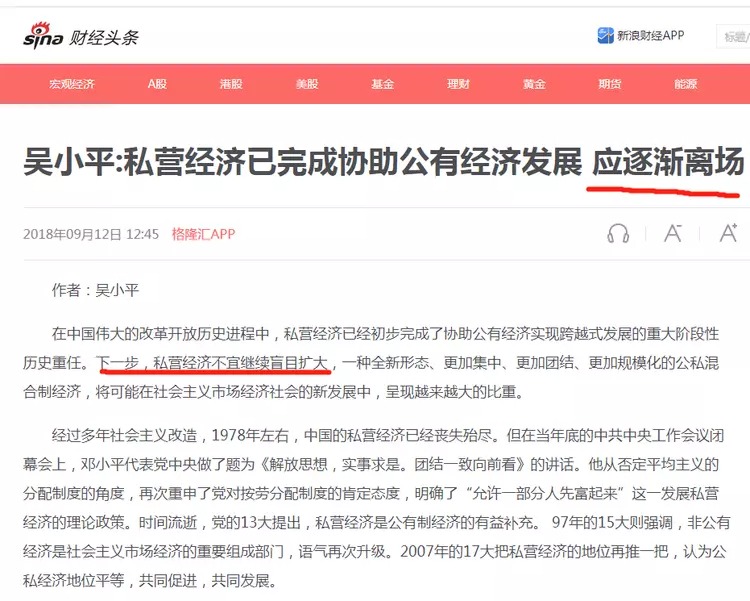 sina 财经头条
新浪财经APP
标题/
宏观经济 A股 港股 美股 基金 理财 黄金 期货 能源
吴小平:私营经济已完成协助公有经济发展 应逐渐离场
2018年09月12日 12:45 格隆汇APP
A- A+
作者：吴小平
在中国伟大的改革开放历史进程中，私营经济已经初步完成了协助公有经济实现跨越式发展的重大阶段性
历史重任。下一步，私营经济不宜继续盲目扩大，一种全新形态、更加集中、更加团结、更加规模化的公私混
合制经济，将可能在社会主义市场经济社会的新发展中，呈现越来越大的比重。
经过多年社会主义改造，1978年左右，中国的私营经济已经丧失殆尽。但在当年底的中共中央工作会议闭
幕会上，邓小平代表党中央做了题为《解放思想，实事求是。团结一致向前看》的讲话。他从否定平均主义的
分配制度的角度，再次重申了党对按劳分配制度的肯定态度，明确了“允许一部分人先富起来”这一发展私营
经济的理论政策。时间流逝，党的13大提出，私营经济是公有制经济的有益补充。 97年的15大则强调，非公有
经济是社会主义市场经济的重要组成部门，语气再次升级。2007年的17大把私营经济的地位再推一把，认为公
私经济地位平等，共同促进，共同发展。